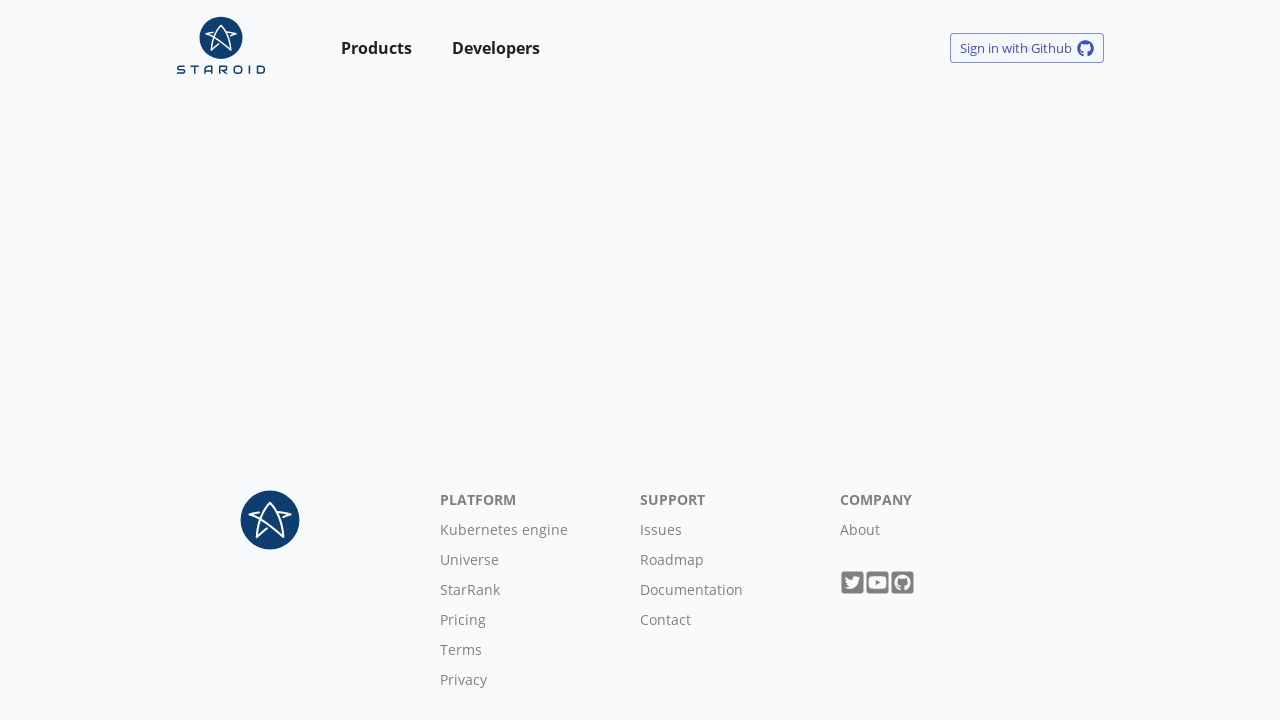 STAROID
Products
Developers
Sign in with Github
PLATFORM
Kubernetes engine
Universe
StarRank
Pricing
Terms
Privacy
SUPPORT
Issues
Roadmap
Documentation
Contact
COMPANY
About